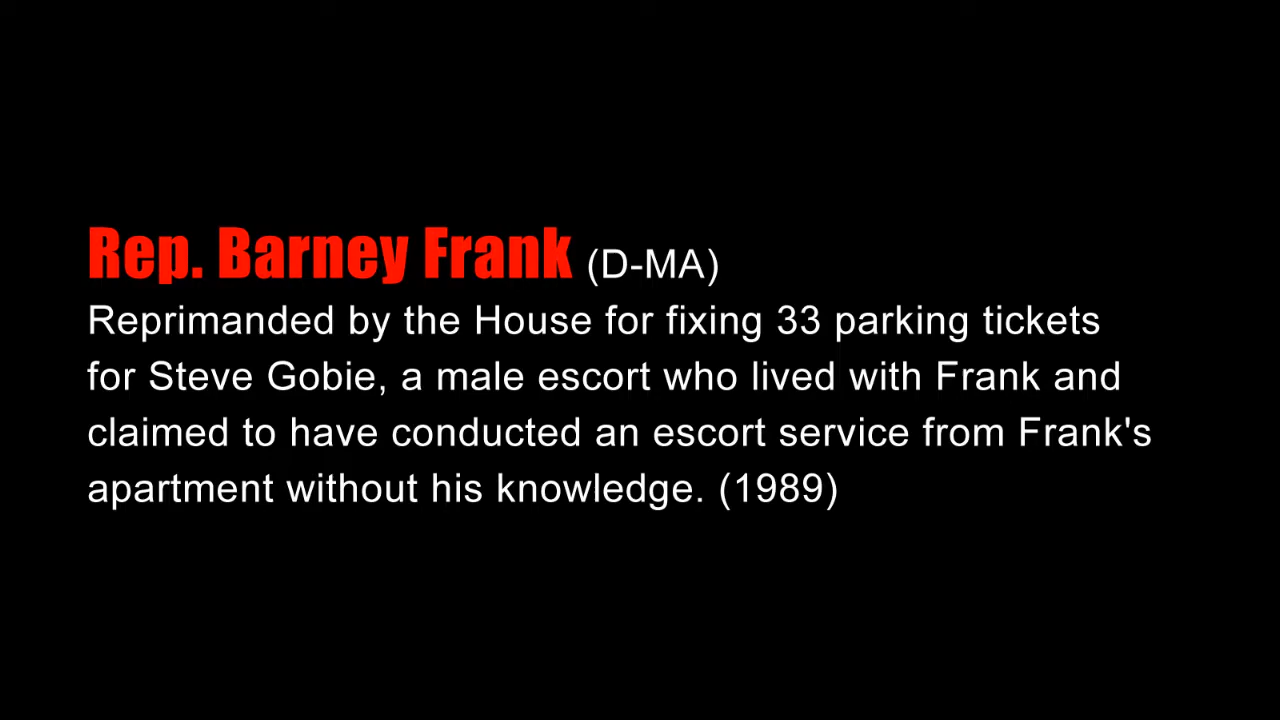 Rep. Barney Frank (D-MA)
Reprimanded by the House for fixing 33 parking tickets
for Steve Gobie, a male escort who lived with Frank and
claimed to have conducted an escort service from Frank's
apartment without his knowledge. (1989)